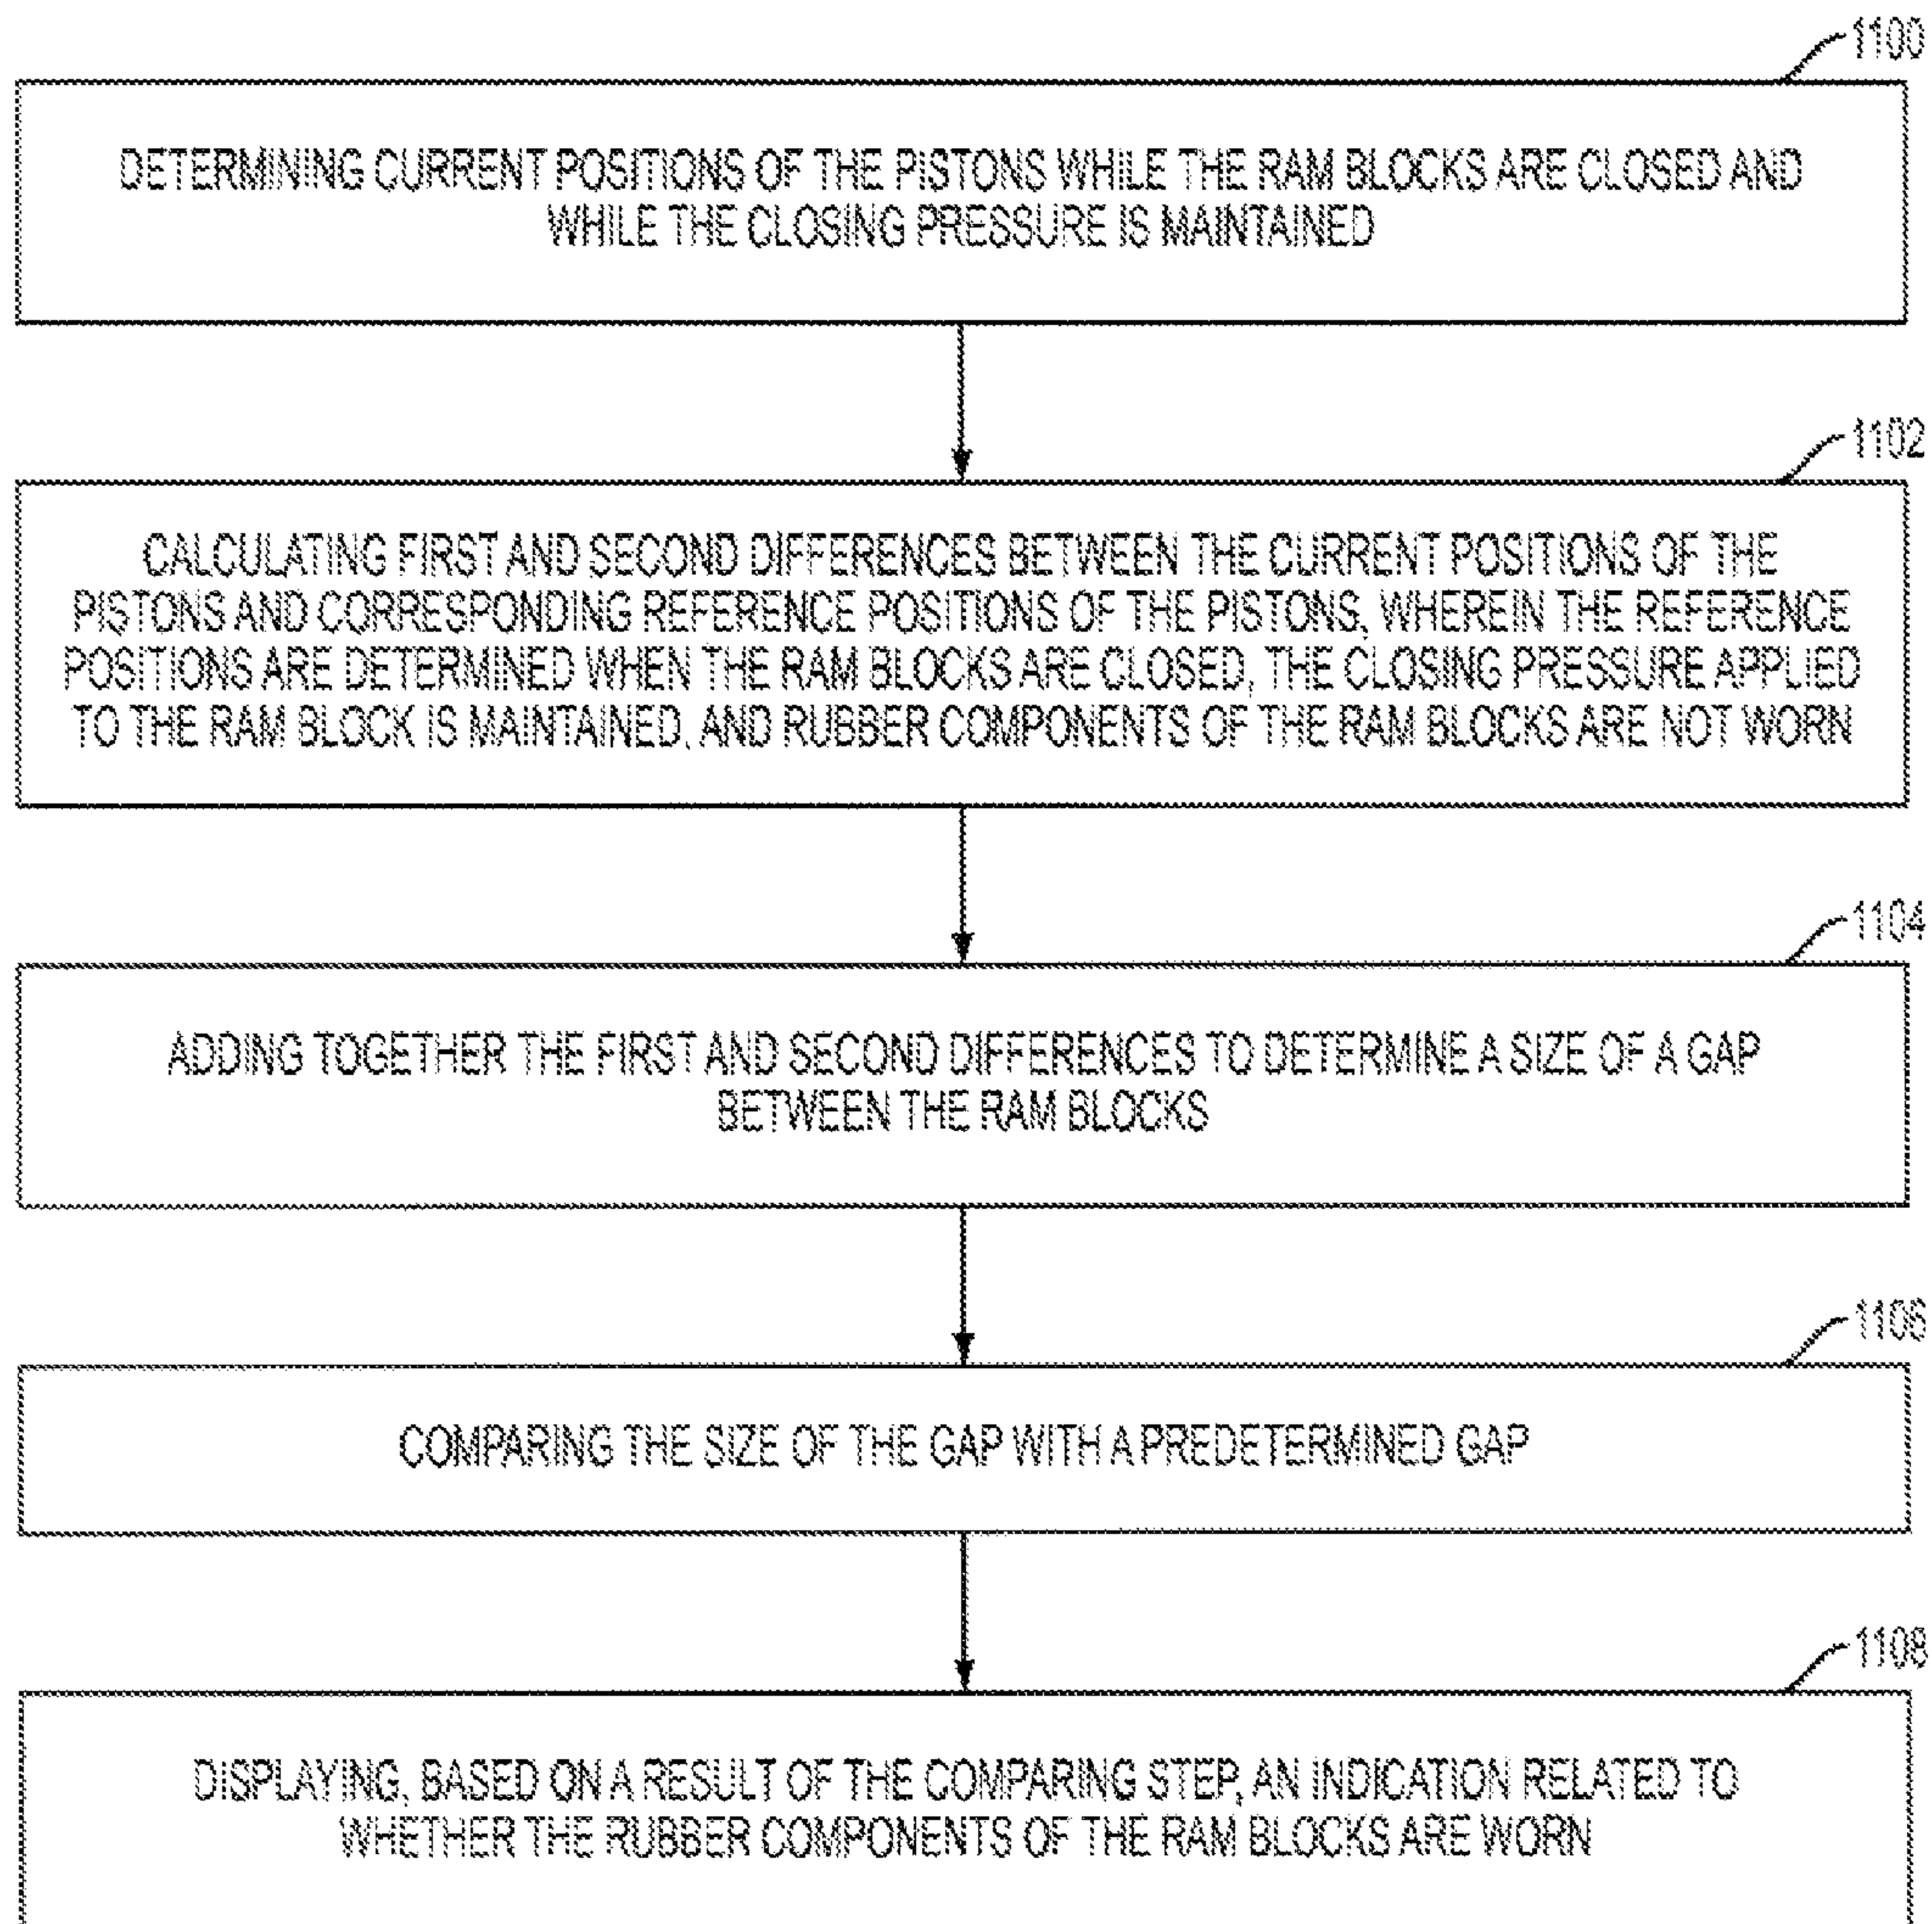 1100
DETERMINING CURRENT POSITIONS OF THE PISTONS WHILE THE RAM BLOCKS ARE CLOSED AND
WHILE THE CLOSING PRESSURE IS MAINTAINED
1102
CALCULATING FIRST AND SECOND DIFFERENCES BETWEEN THE CURRENT POSITIONS OF THE
PISTONS AND CORRESPONDING REFERENCE POSITIONS OF THE PISTONS, WHEREIN THE REFERENCE
POSITIONS ARE DETERMINED WHEN THE RAM BLOCKS ARE CLOSED, THE CLOSING PRESSURE APPLIED
TO THE RAM BLOCK IS MAINTAINED, AND RUBBER COMPONENTS OF THE RAM BLOCKS ARE NOT WORN
1104
ADDING TOGETHER THE FIRST AND SECOND DIFFERENCES TO DETERMINE A SIZE OF A GAP
BETWEEN THE RAM BLOCKS
1106
COMPARING THE SIZE OF THE GAP WITH A PREDETERMINED GAP
1108
DISPLAYING, BASED ON A RESULT OF THE COMPARING STEP, AN INDICATION RELATED TO
WHETHER THE RUBBER COMPONENTS OF THE RAM BLOCKS ARE WORN